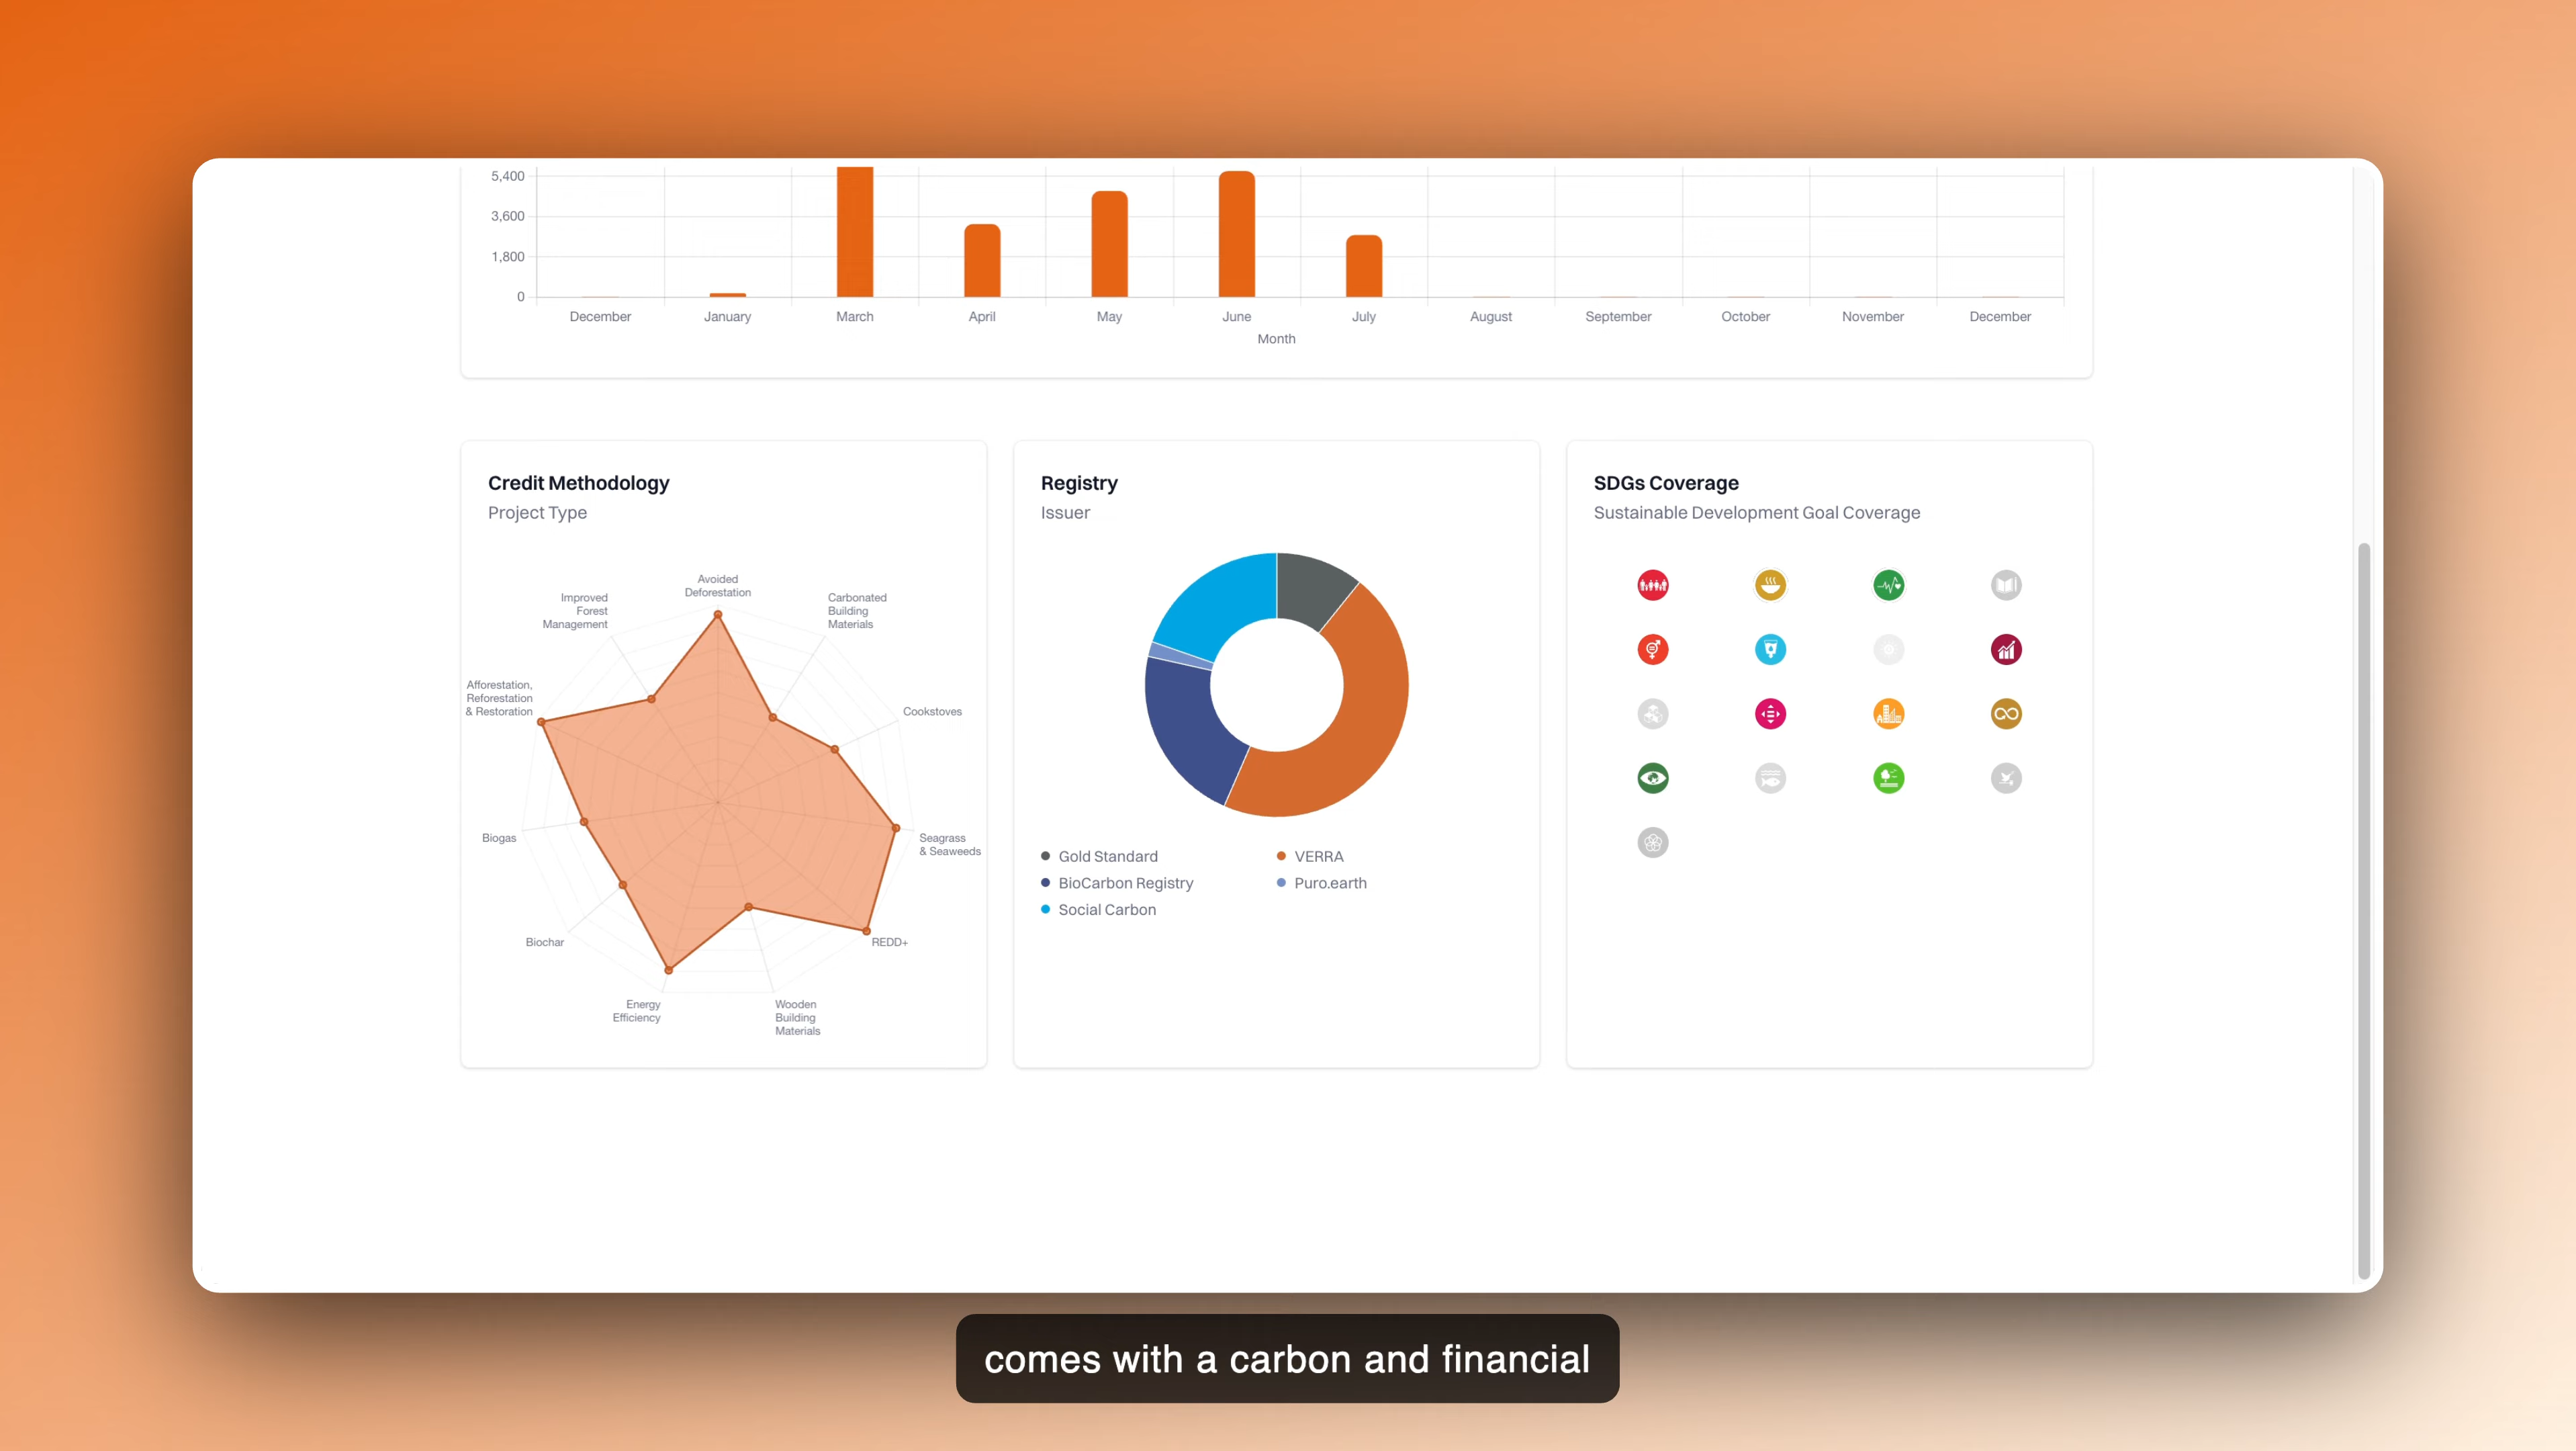 5,400
3,600
1,800
0
December January March April May June July August September October November December
Month
Credit Methodology
Project Type
Avoided
Deforestation
Improved
Forest
Management
Carbonated
Building
Materials
Afforestation,
Reforestation
& Restoration
Cookstoves
Biogas
Seagrass
& Seaweeds
Biochar
REDD+
Energy
Efficiency
Wooden
Building
Materials
Registry
Issuer
Gold Standard
VERRA
BioCarbon Registry
Puro.earth
Social Carbon
SDGs Coverage
Sustainable Development Goal Coverage
comes with a carbon and financial